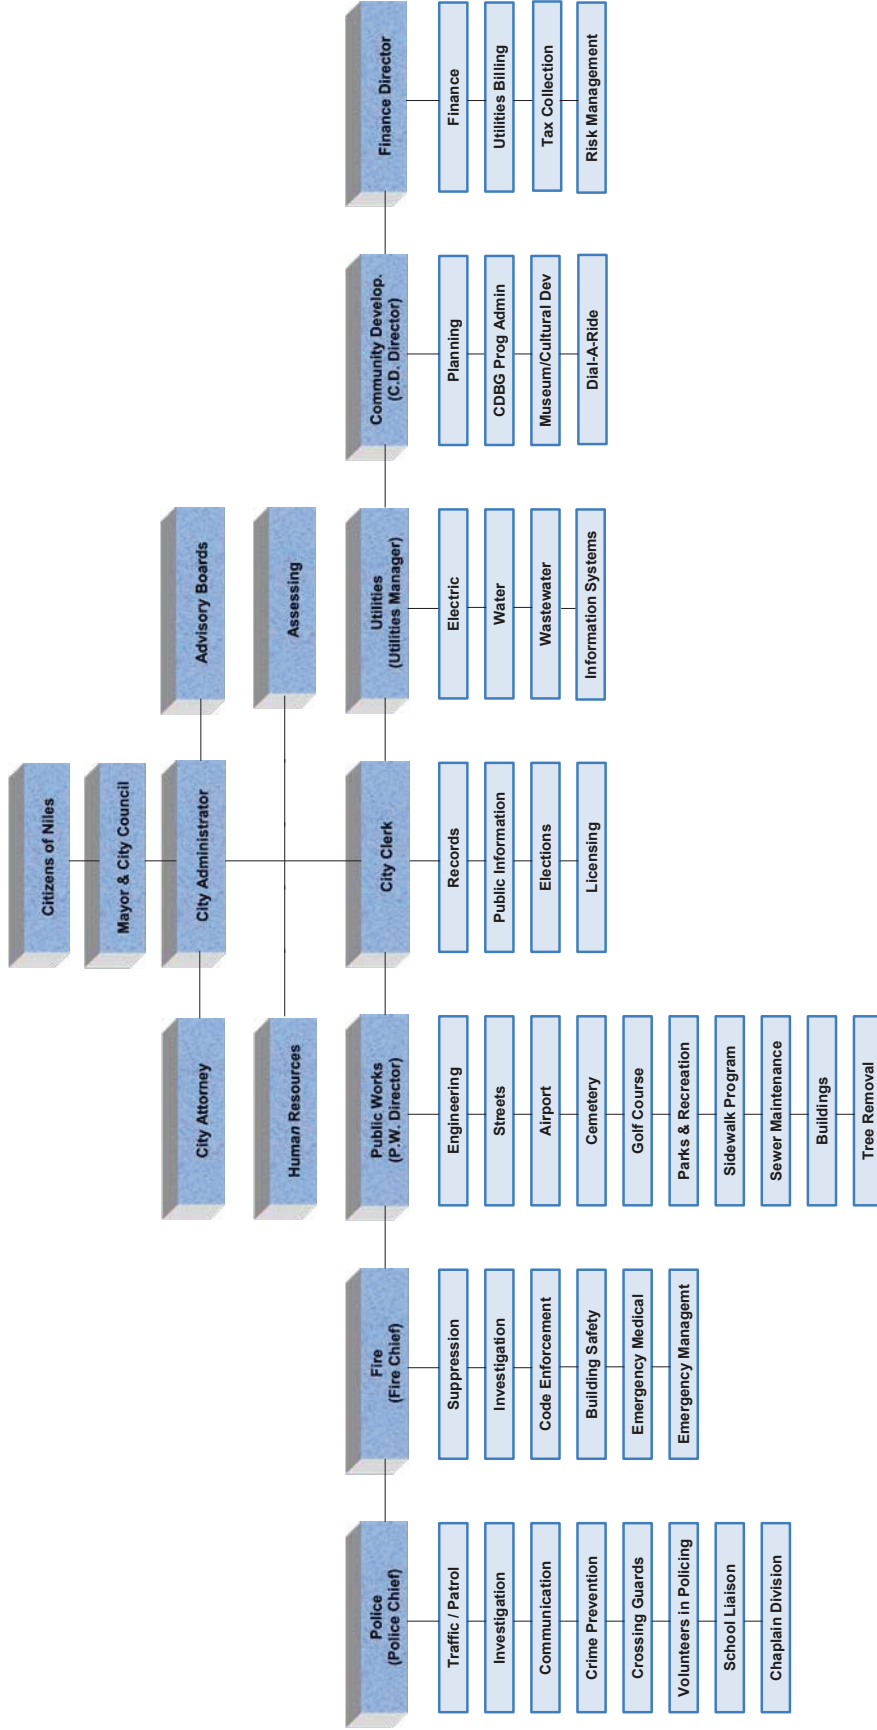 Citizens of Niles
Mayor & City Council
City Attorney
City Administrator
Advisory Boards
Human Resources
Assessing
Police
(Police Chief)
Traffic / Patrol
Investigation
Communication
Crime Prevention
Crossing Guards
Volunteers in Policing
School Liaison
Chaplain Division
Fire
(Fire Chief)
Suppression
Investigation
Code Enforcement
Building Safety
Emergency Medical
Emergency Managemt
Public Works
(P.W. Director)
Engineering
Streets
Airport
Cemetery
Golf Course
Parks & Recreation
Sidewalk Program
Sewer Maintenance
Buildings
Tree Removal
City Clerk
Records
Public Information
Elections
Licensing
Utilities
(Utilities Manager)
Electric
Water
Wastewater
Information Systems
Community Develop.
(C.D. Director)
Planning
CDBG Prog Admin
Museum/Cultural Dev
Dial-A-Ride
Finance Director
Finance
Utilities Billing
Tax Collection
Risk Management